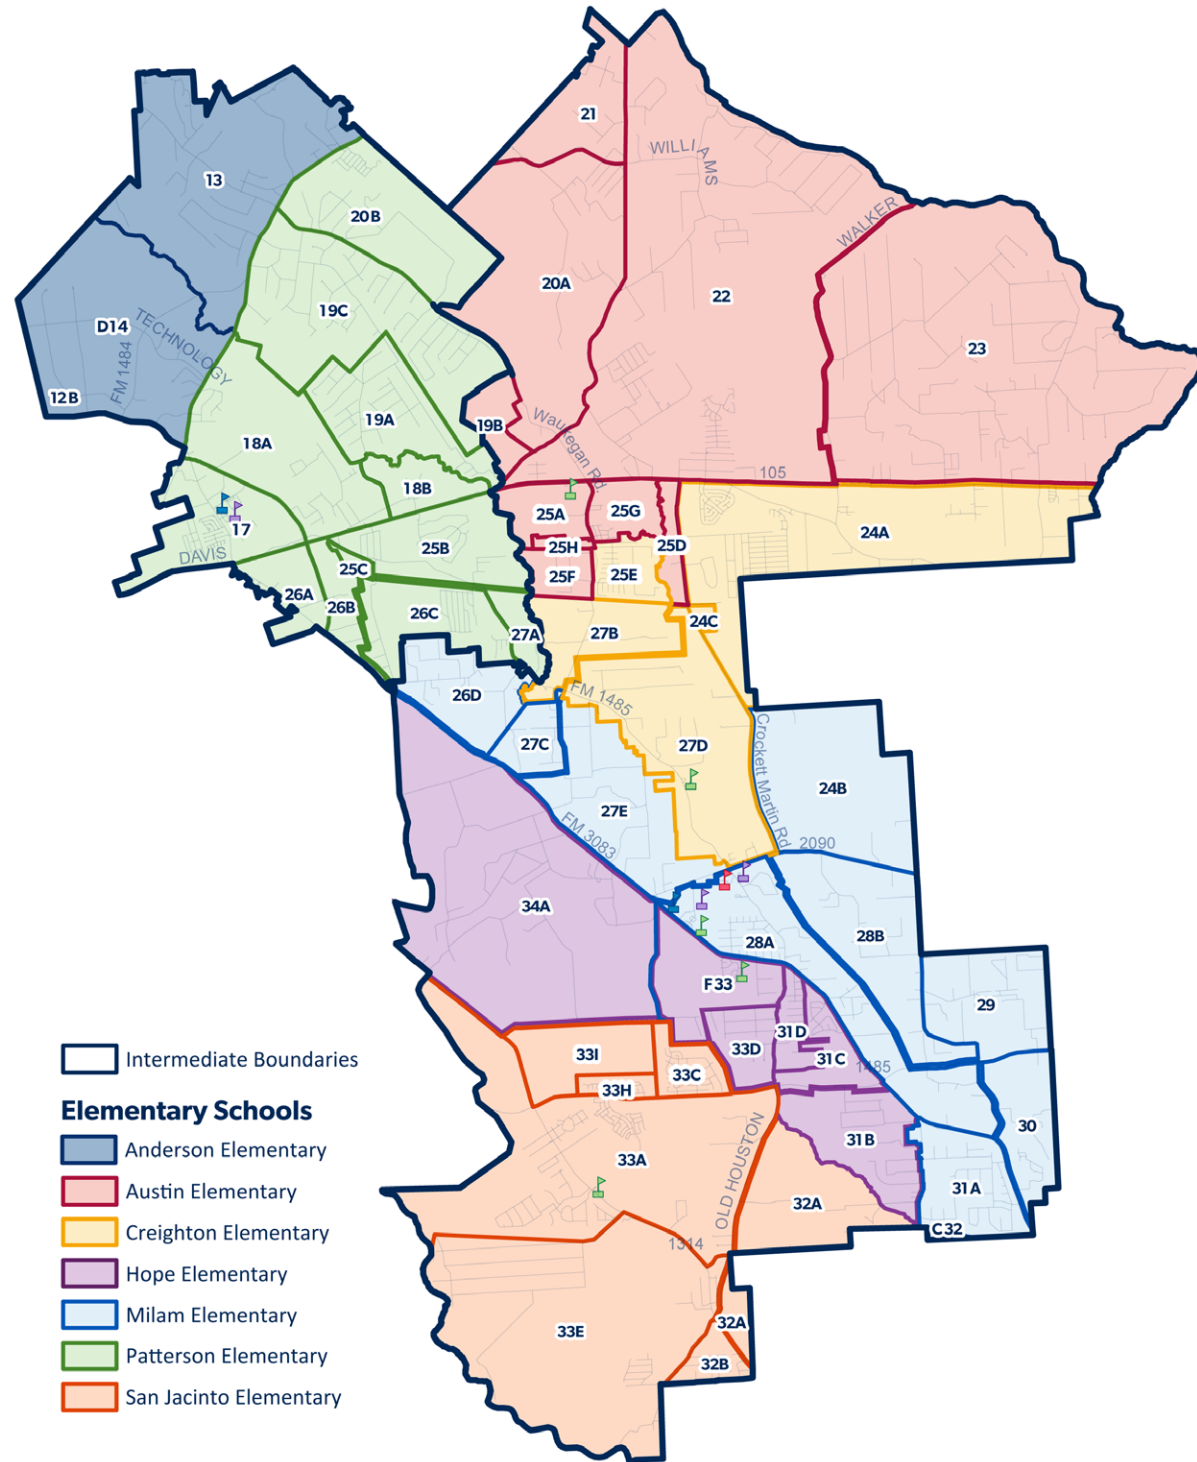 21
WILLIAMS
13
20B
WALKER
20A
22
19C
D14
TECHNOLOGY
FM 1484
23
12B
19A
19B
Waukegan Rd.
18A
105
18B
25A
25G
17
24A
25H
25D
25B
DAVIS
25C
25F
25E
26A
26B
26C
24C
27A
27B
26D
FM 1485
27C
27D
Crockett Martin Rd
24B
27E
FM 3083
2090
34A
28A
28B
F33
29
31D
33I
33D
31C
1485
Intermediate Boundaries
33C
33H
Elementary Schools
30
OLD HOUSTON
31B
Anderson Elementary
33A
Austin Elementary
31A
32A
Creighton Elementary
C32
1314
Hope Elementary
Milam Elementary
32A
33E
Patterson Elementary
32B
San Jacinto Elementary